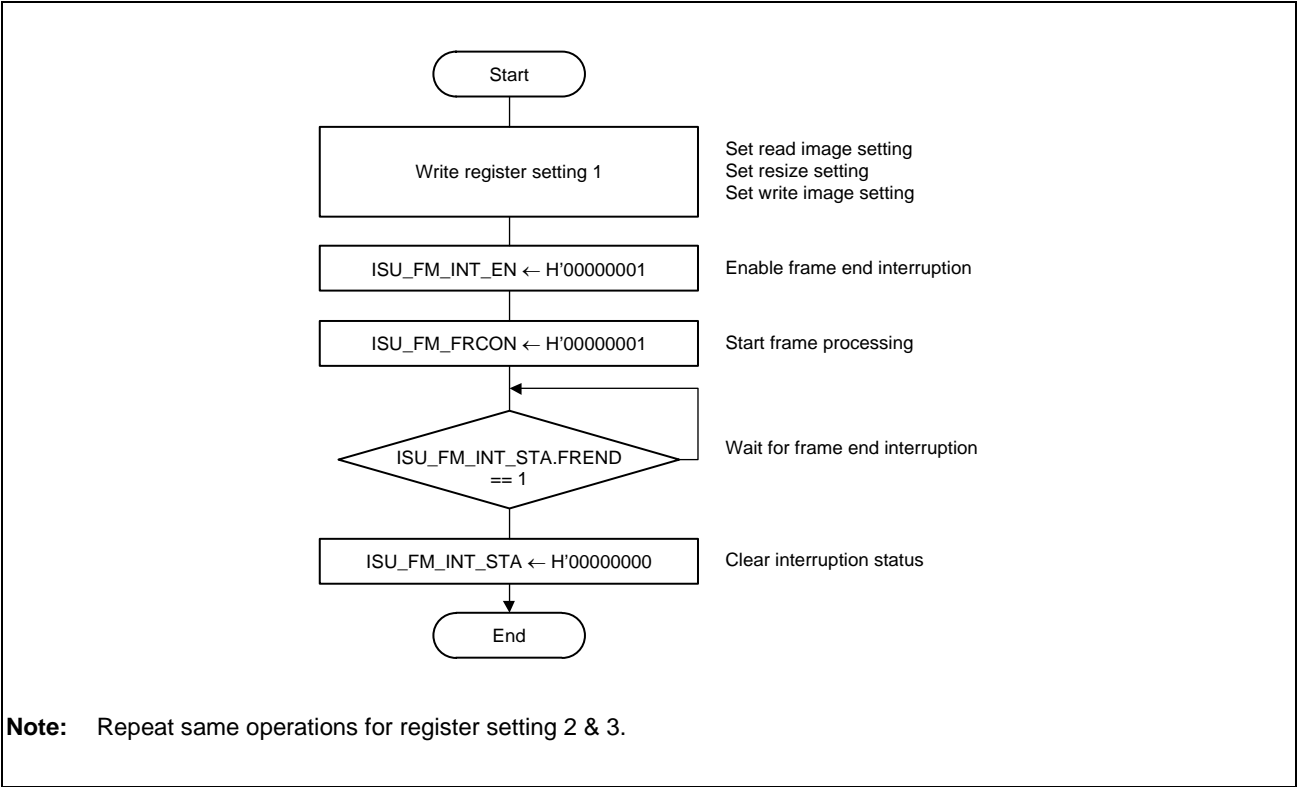 Start
Write register setting 1
Set read image setting
Set resize setting
Set write image setting
ISU_FM_INT_EN ← H'00000001
Enable frame end interruption
ISU_FM_FRCON ← H'00000001
Start frame processing
ISU_FM_INT_STA.FREND
== 1
Wait for frame end interruption
ISU_FM_INT_STA ← H'00000000
Clear interruption status
End
Note: Repeat same operations for register setting 2 & 3.